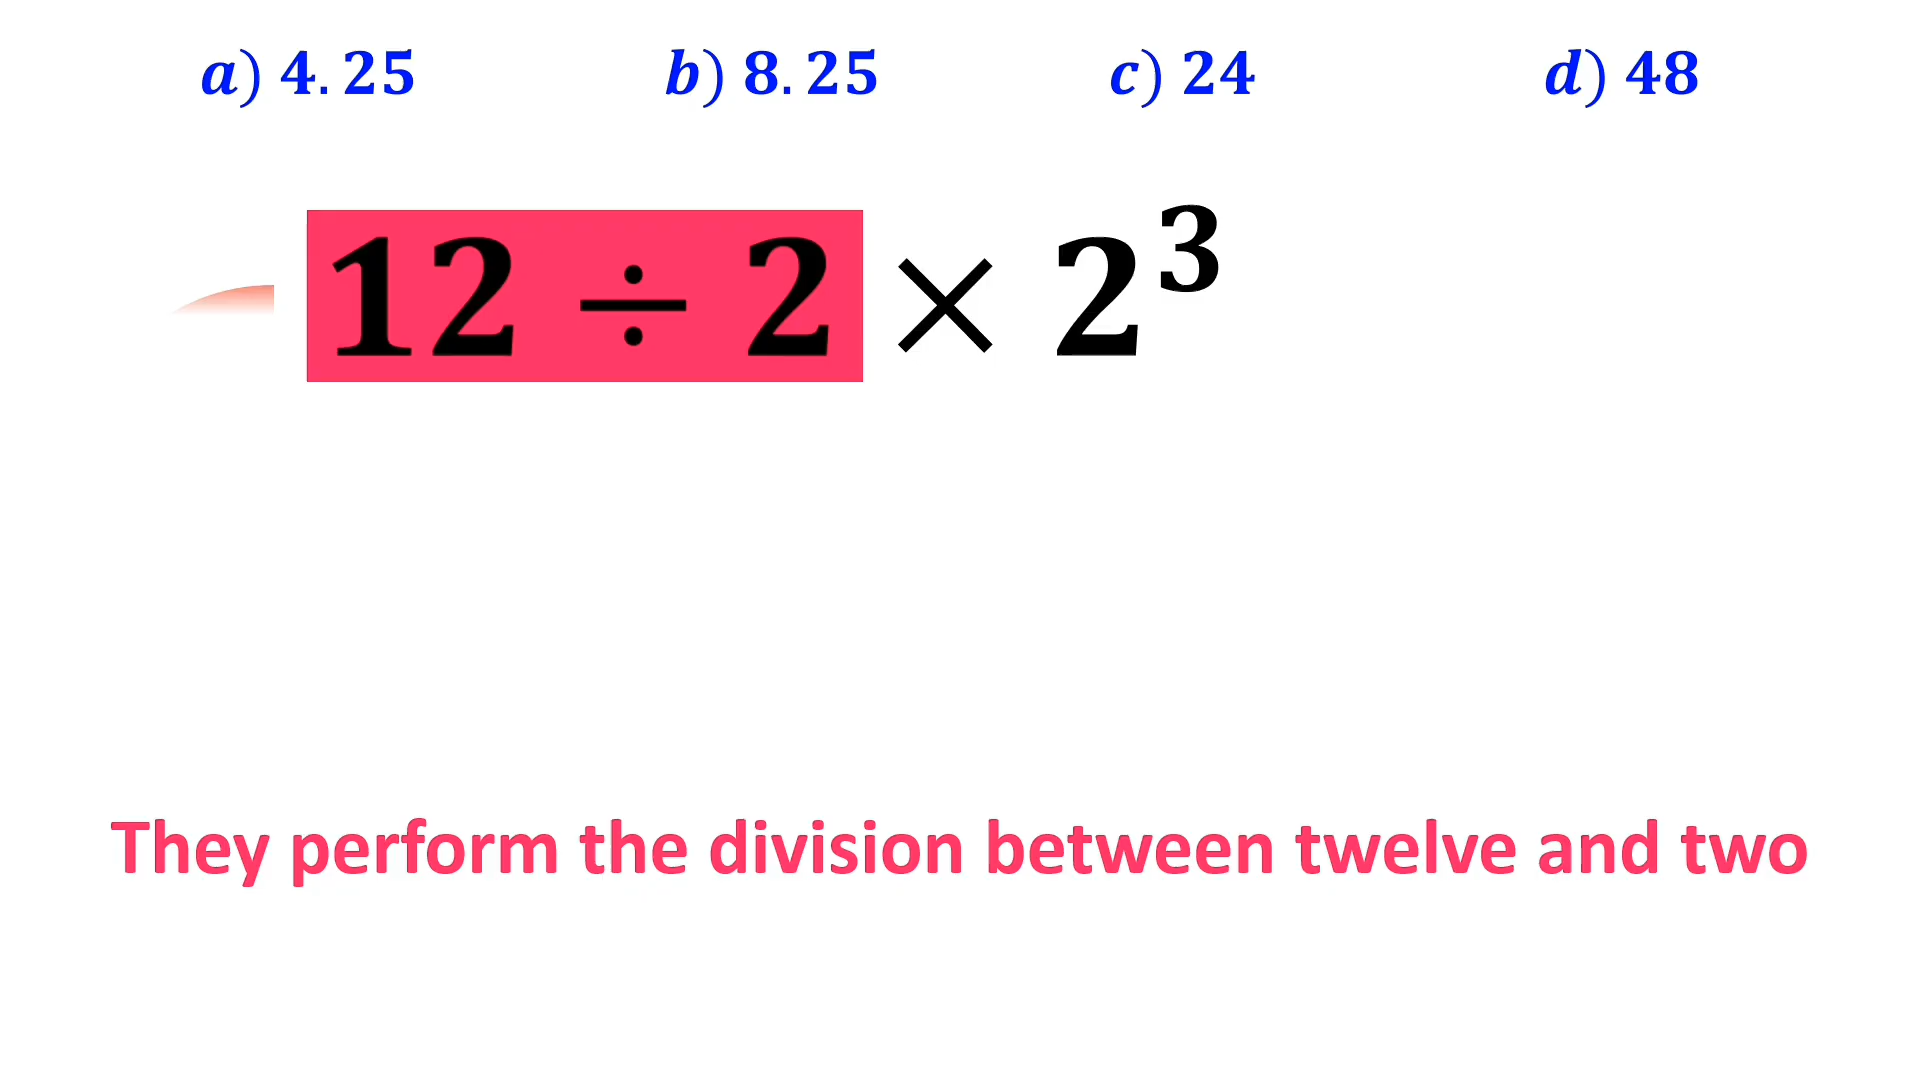 a) 4.25 b) 8.25 c) 24 d) 48
12 ÷ 2 × 2³
They perform the division between twelve and two